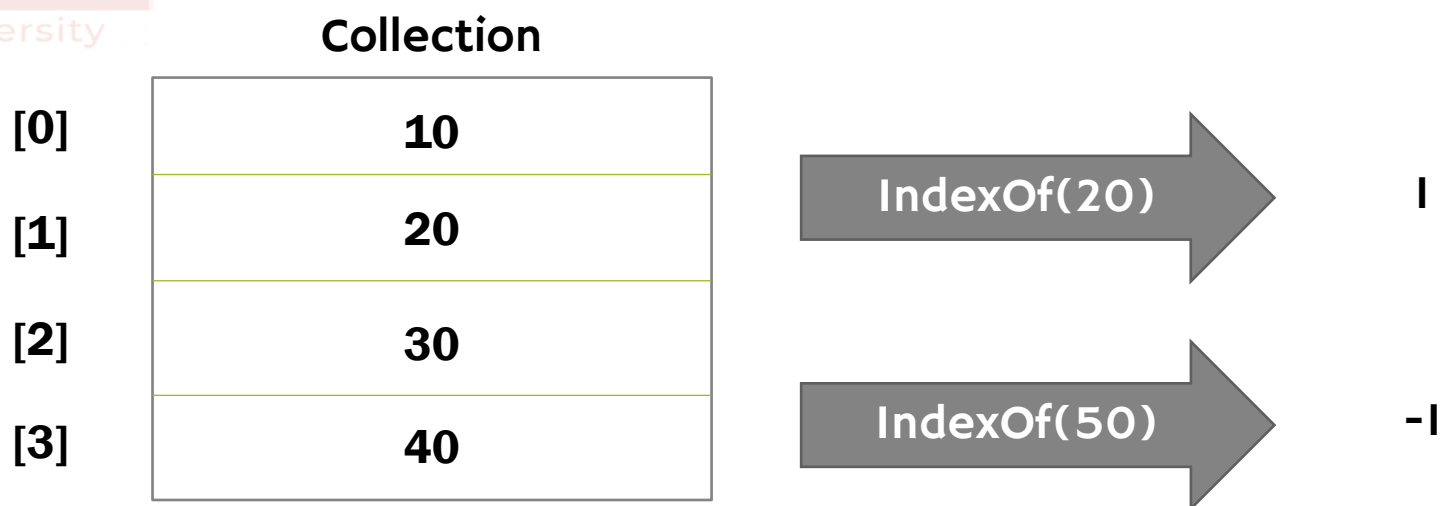 ersity
Collection
[0] 10
[1] 20
[2] 30
[3] 40
IndexOf(20) 1
IndexOf(50) -1